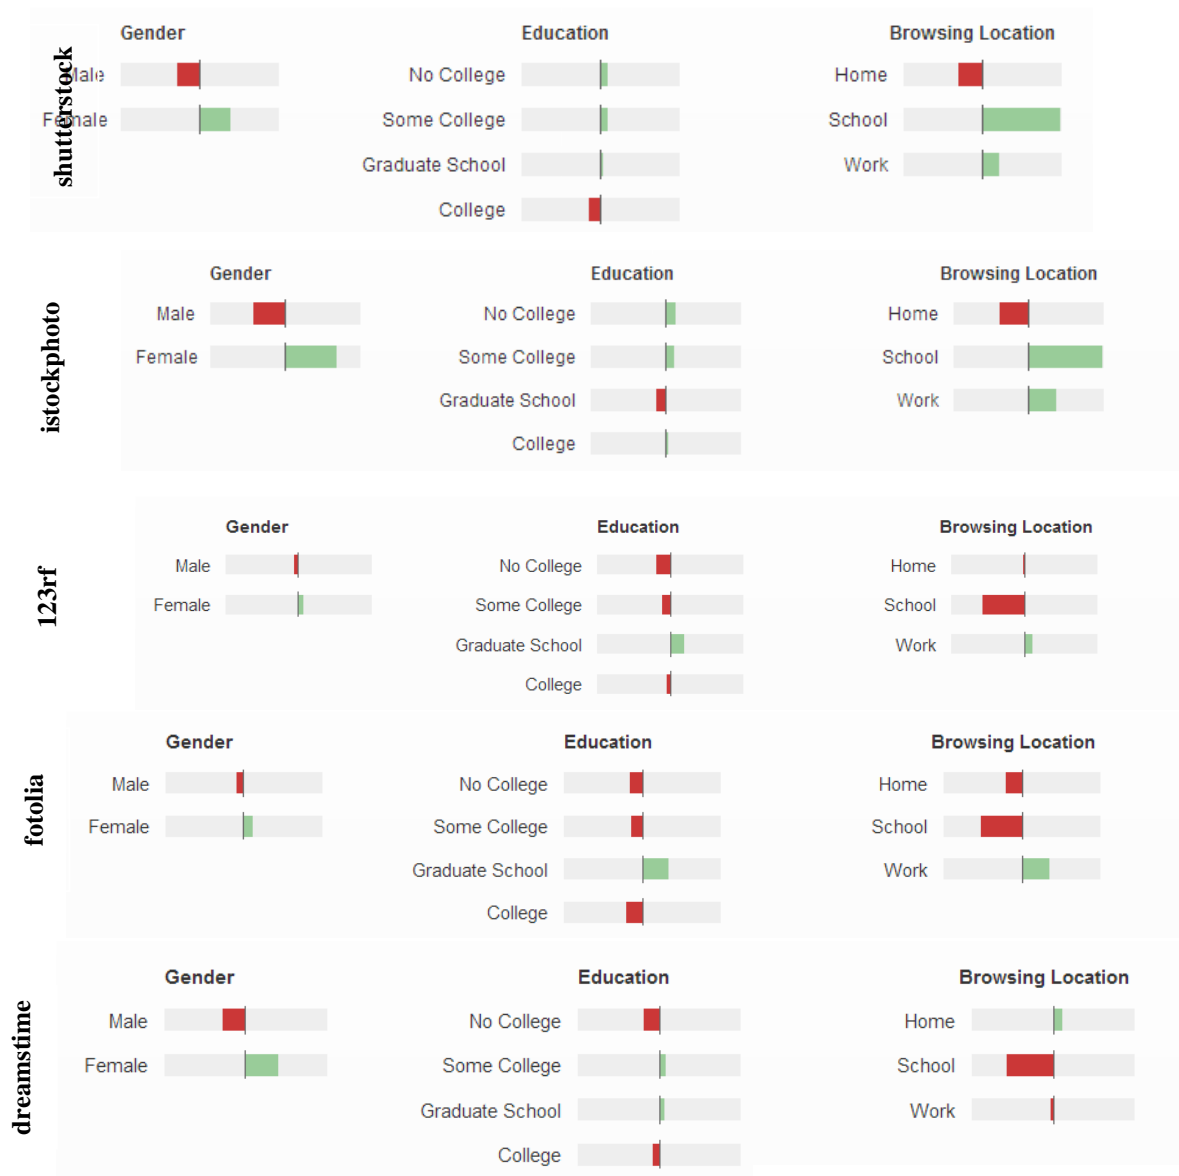 shutterstock
Gender Education Browsing Location
Male No College Home
Female Some College School
Graduate School Work
College
istockphoto
Gender Education Browsing Location
Male No College Home
Female Some College School
Graduate School Work
College
123rf
Gender Education Browsing Location
Male No College Home
Female Some College School
Graduate School Work
College
fotolia
Gender Education Browsing Location
Male No College Home
Female Some College School
Graduate School Work
College
dreamstime
Gender Education Browsing Location
Male No College Home
Female Some College School
Graduate School Work
College